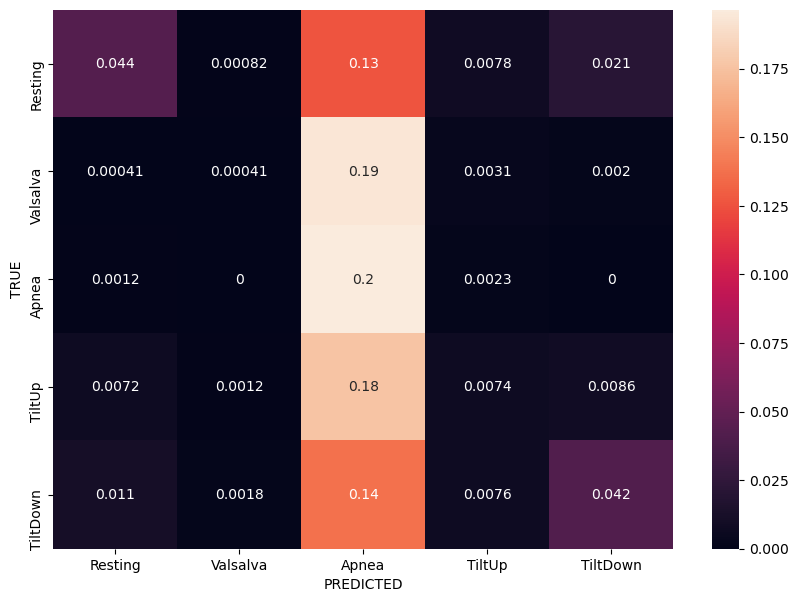 TRUE
Resting 0.044 0.00082 0.13 0.0078 0.021
Valsalva 0.00041 0.00041 0.19 0.0031 0.002
Apnea 0.0012 0 0.2 0.0023 0
TiltUp 0.0072 0.0012 0.18 0.0074 0.0086
TiltDown 0.011 0.0018 0.14 0.0076 0.042
Resting Valsalva Apnea TiltUp TiltDown
PREDICTED
0.175
0.150
0.125
0.100
0.075
0.050
0.025
0.000